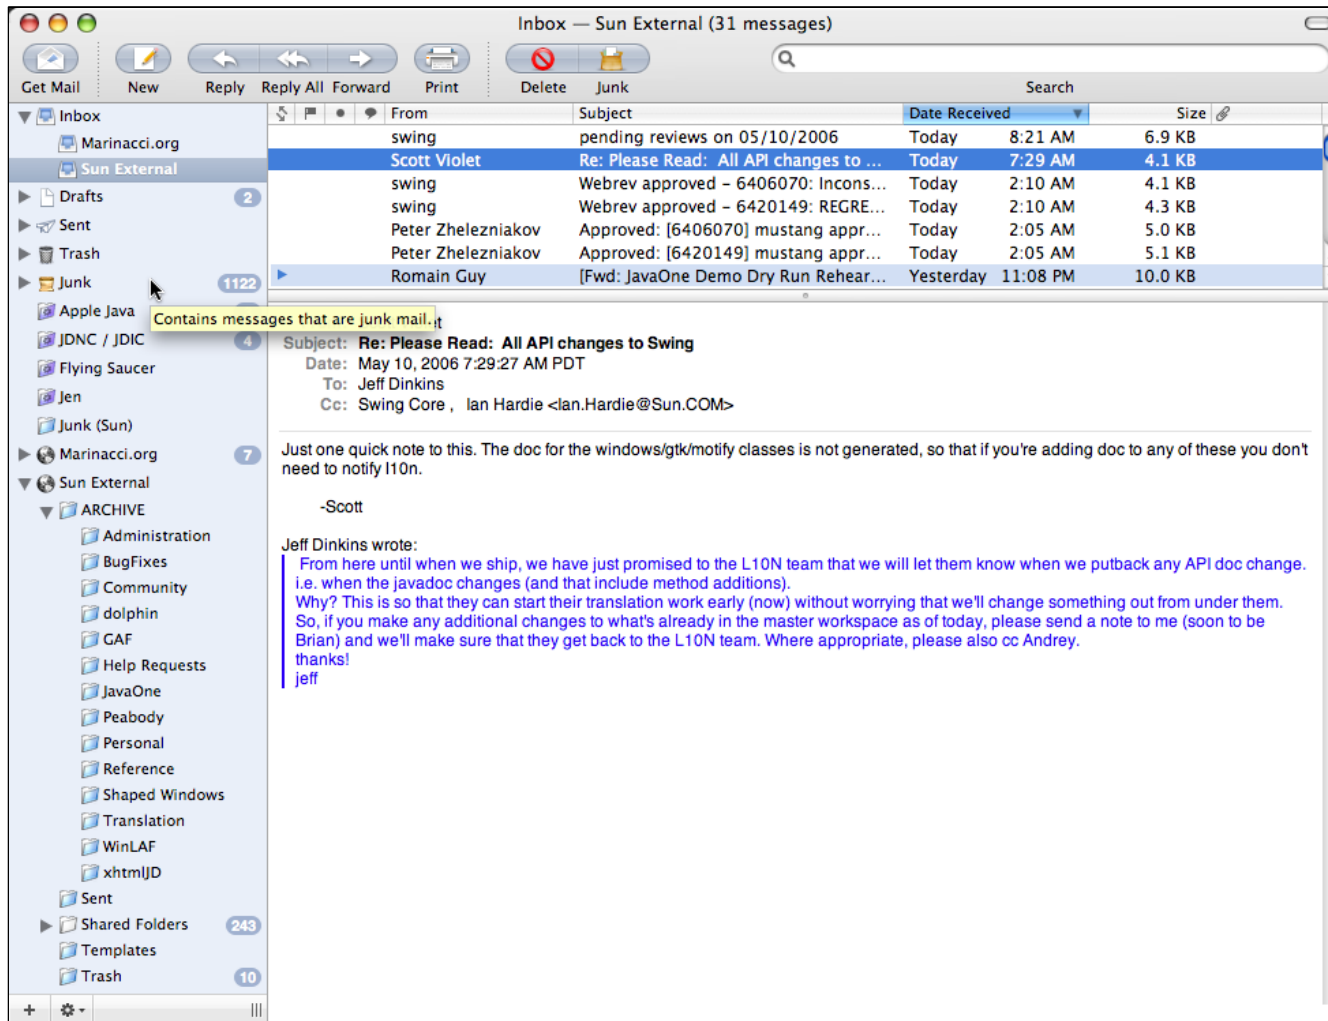 Inbox — Sun External (31 messages)
Get Mail New Reply Reply All Forward Print Delete Junk Search
Inbox
Marinacci.org
Sun External
Drafts 2
Sent
Trash
Junk 1122
Apple Java
Contains messages that are junk mail.
JDNC / JDIC 4
Flying Saucer
Jen
Junk (Sun)
Marinacci.org 7
Sun External
ARCHIVE
Administration
BugFixes
Community
dolphin
GAF
Help Requests
JavaOne
Peabody
Personal
Reference
Shaped Windows
Translation
WinLAF
xhtmlJD
Sent
Shared Folders 243
Templates
Trash 10
From Subject Date Received Size
swing pending reviews on 05/10/2006 Today 8:21 AM 6.9 KB
Scott Violet Re: Please Read: All API changes to ... Today 7:29 AM 4.1 KB
swing Webrev approved – 6406070: Incons... Today 2:10 AM 4.1 KB
swing Webrev approved – 6420149: REGRE... Today 2:10 AM 4.3 KB
Peter Zhelezniakov Approved: [6406070] mustang appr... Today 2:05 AM 5.0 KB
Peter Zhelezniakov Approved: [6420149] mustang appr... Today 2:05 AM 5.1 KB
Romain Guy [Fwd: JavaOne Demo Dry Run Rehear... Yesterday 11:08 PM 10.0 KB
Subject: Re: Please Read: All API changes to Swing
Date: May 10, 2006 7:29:27 AM PDT
To: Jeff Dinkins
Cc: Swing Core , Ian Hardie <Ian.Hardie@Sun.COM>
Just one quick note to this. The doc for the windows/gtk/motify classes is not generated, so that if you're adding doc to any of these you don't
need to notify l10n.
-Scott
Jeff Dinkins wrote:
From here until when we ship, we have just promised to the L10N team that we will let them know when we putback any API doc change.
i.e. when the javadoc changes (and that include method additions).
Why? This is so that they can start their translation work early (now) without worrying that we'll change something out from under them.
So, if you make any additional changes to what's already in the master workspace as of today, please send a note to me (soon to be
Brian) and we'll make sure that they get back to the L10N team. Where appropriate, please also cc Andrey.
thanks!
jeff